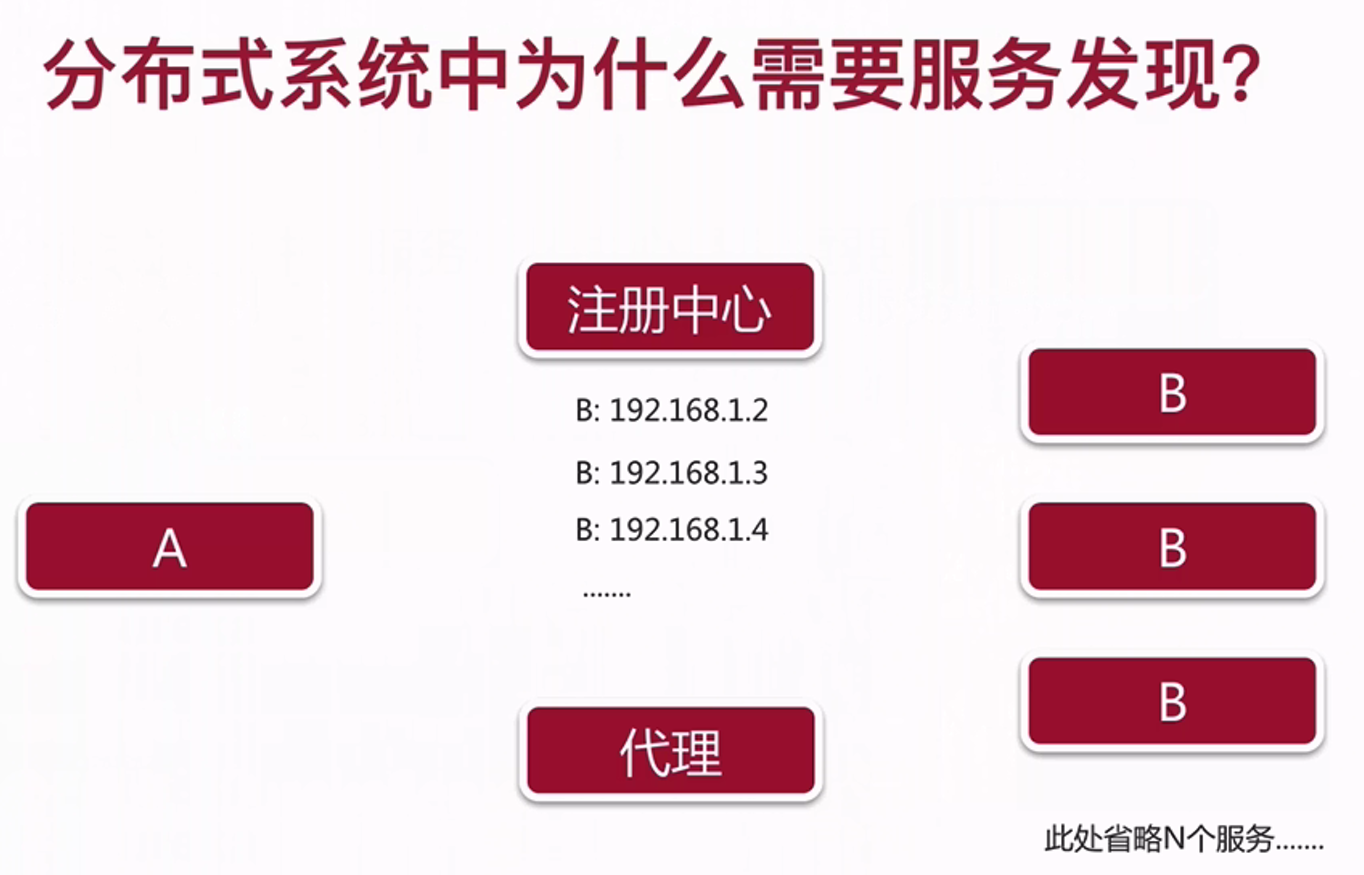 分布式系统中为什么需要服务发现?
注册中心
B: 192.168.1.2
B: 192.168.1.3
B: 192.168.1.4
.......
A
B
B
B
代理
此处省略N个服务.......